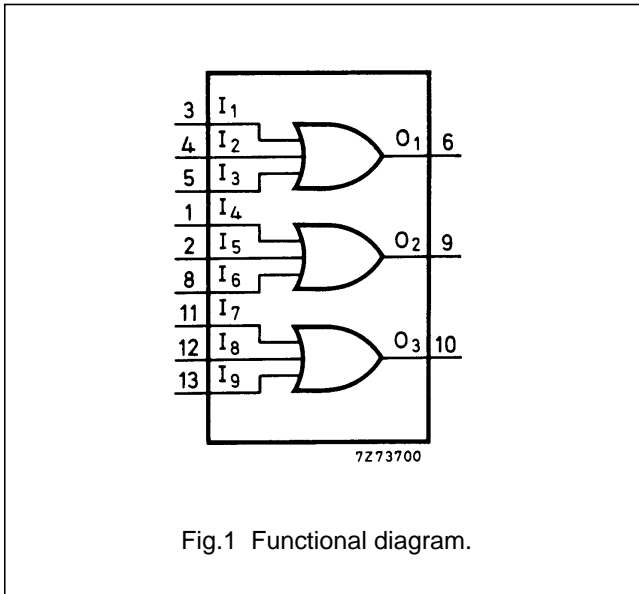 3 I1
4 I2 O1 6
5 I3
1 I4
2 I5 O2 9
8 I6
11 I7
12 I8 O3 10
13 I9
7Z73700
Fig.1 Functional diagram.